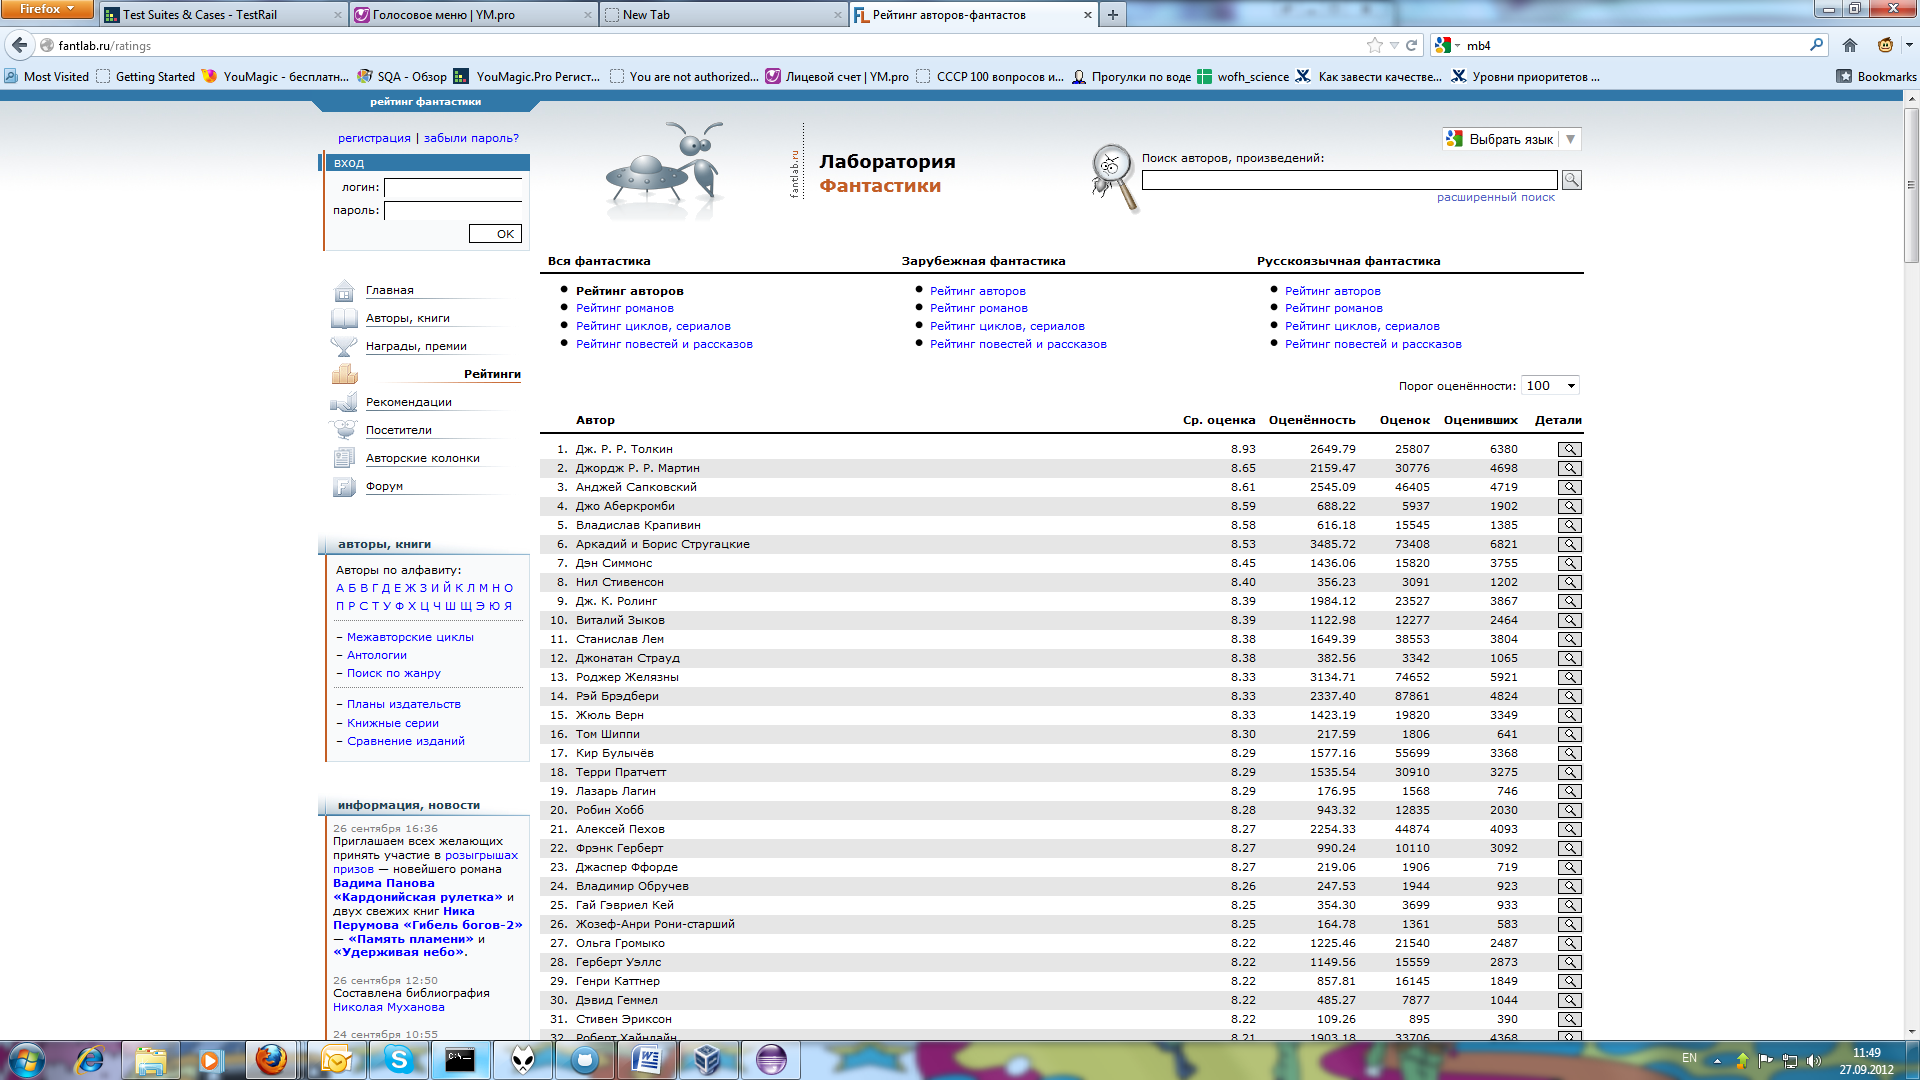 Firefox
Test Suites & Cases - TestRail
Голосовое меню | YM.pro
New Tab
Рейтинг авторов-фантастов
fantlab.ru/ratings
mb4
Most Visited
Getting Started
YouMagic - бесплатн...
SQA - Обзор
YouMagic.Pro Регист...
You are not authorized...
Лицевой счет | YM.pro
СССР 100 вопросов и...
Прогулки по воде
wofh_science
Как завести качестве...
Уровни приоритетов ...
Bookmarks
рейтинг фантастики
регистрация | забыли пароль?
вход
логин:
пароль:
OK
Главная
Авторы, книги
Награды, премии
Рейтинги
Рекомендации
Посетители
Авторские колонки
Форум
авторы, книги
Авторы по алфавиту:
А Б В Г Д Е Ж З И Й К Л М Н О
П Р С Т У Ф Х Ц Ч Ш Щ Э Ю Я
– Межавторские циклы
– Антологии
– Поиск по жанру
– Планы издательств
– Книжные серии
– Сравнение изданий
информация, новости
26 сентября 16:36
Приглашаем всех желающих
принять участие в розыгрышах
призов — новейшего романа
Вадима Панова
«Кардонийская рулетка» и
двух свежих книг Ника
Перумова «Гибель богов-2»
— «Память пламени» и
«Удерживая небо».
26 сентября 12:50
Составлена библиография
Николая Муханова
24 сентября 10:55
fantlab.ru
Лаборатория
Фантастики
Выбрать язык
Поиск авторов, произведений:
расширенный поиск
Вся фантастика
Рейтинг авторов
Рейтинг романов
Рейтинг циклов, сериалов
Рейтинг повестей и рассказов
Зарубежная фантастика
Рейтинг авторов
Рейтинг романов
Рейтинг циклов, сериалов
Рейтинг повестей и рассказов
Русскоязычная фантастика
Рейтинг авторов
Рейтинг романов
Рейтинг циклов, сериалов
Рейтинг повестей и рассказов
Порог оценённости: 100
Автор Ср. оценка Оценённость Оценок Оценивших Детали
1. Дж. Р. Р. Толкин 8.93 2649.79 25807 6380
2. Джордж Р. Р. Мартин 8.65 2159.47 30776 4698
3. Анджей Сапковский 8.61 2545.09 46405 4719
4. Джо Аберкромби 8.59 688.22 5937 1902
5. Владислав Крапивин 8.58 616.18 15545 1385
6. Аркадий и Борис Стругацкие 8.53 3485.72 73408 6821
7. Дэн Симмонс 8.45 1436.06 15820 3755
8. Нил Стивенсон 8.40 356.23 3091 1202
9. Дж. К. Ролинг 8.39 1984.12 23527 3867
10. Виталий Зыков 8.39 1122.98 12277 2464
11. Станислав Лем 8.38 1649.39 38553 3804
12. Джонатан Страуд 8.38 382.56 3342 1065
13. Роджер Желязны 8.33 3134.71 74652 5921
14. Рэй Брэдбери 8.33 2337.40 87861 4824
15. Жюль Верн 8.33 1423.19 19820 3349
16. Том Шиппи 8.30 217.59 1806 641
17. Кир Булычёв 8.29 1577.16 55699 3368
18. Терри Пратчетт 8.29 1535.54 30910 3275
19. Лазарь Лагин 8.29 176.95 1568 746
20. Робин Хобб 8.28 943.32 12835 2030
21. Алексей Пехов 8.27 2254.33 44874 4093
22. Фрэнк Герберт 8.27 990.24 10110 3092
23. Джаспер Ффорде 8.27 219.06 1906 719
24. Владимир Обручев 8.26 247.53 1944 923
25. Гай Гэвриел Кей 8.25 354.30 3699 933
26. Жозеф-Анри Рони-старший 8.25 164.78 1361 583
27. Ольга Громыко 8.22 1225.46 21540 2487
28. Герберт Уэллс 8.22 1149.56 15559 2873
29. Генри Каттнер 8.22 857.81 16145 1849
30. Дэвид Геммел 8.22 485.27 7877 1044
31. Стивен Эриксон 8.22 109.26 895 390
32. Роберт Хайнлайн 8.21 1903.18 33706 4368
EN
11:49
27.09.2012